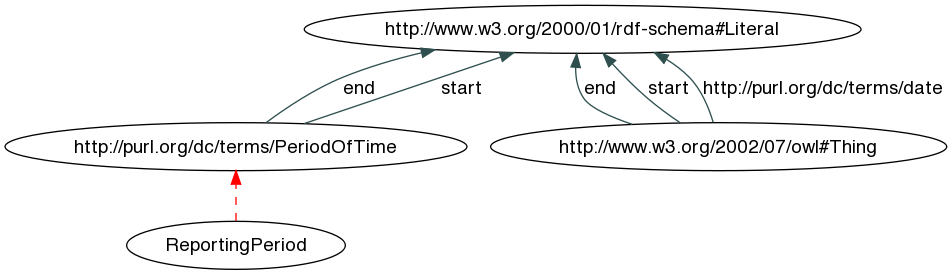 http://www.w3.org/2000/01/rdf-schema#Literal
end
start
end
start
http://purl.org/dc/terms/date
http://purl.org/dc/terms/PeriodOfTime
http://www.w3.org/2002/07/owl#Thing
ReportingPeriod